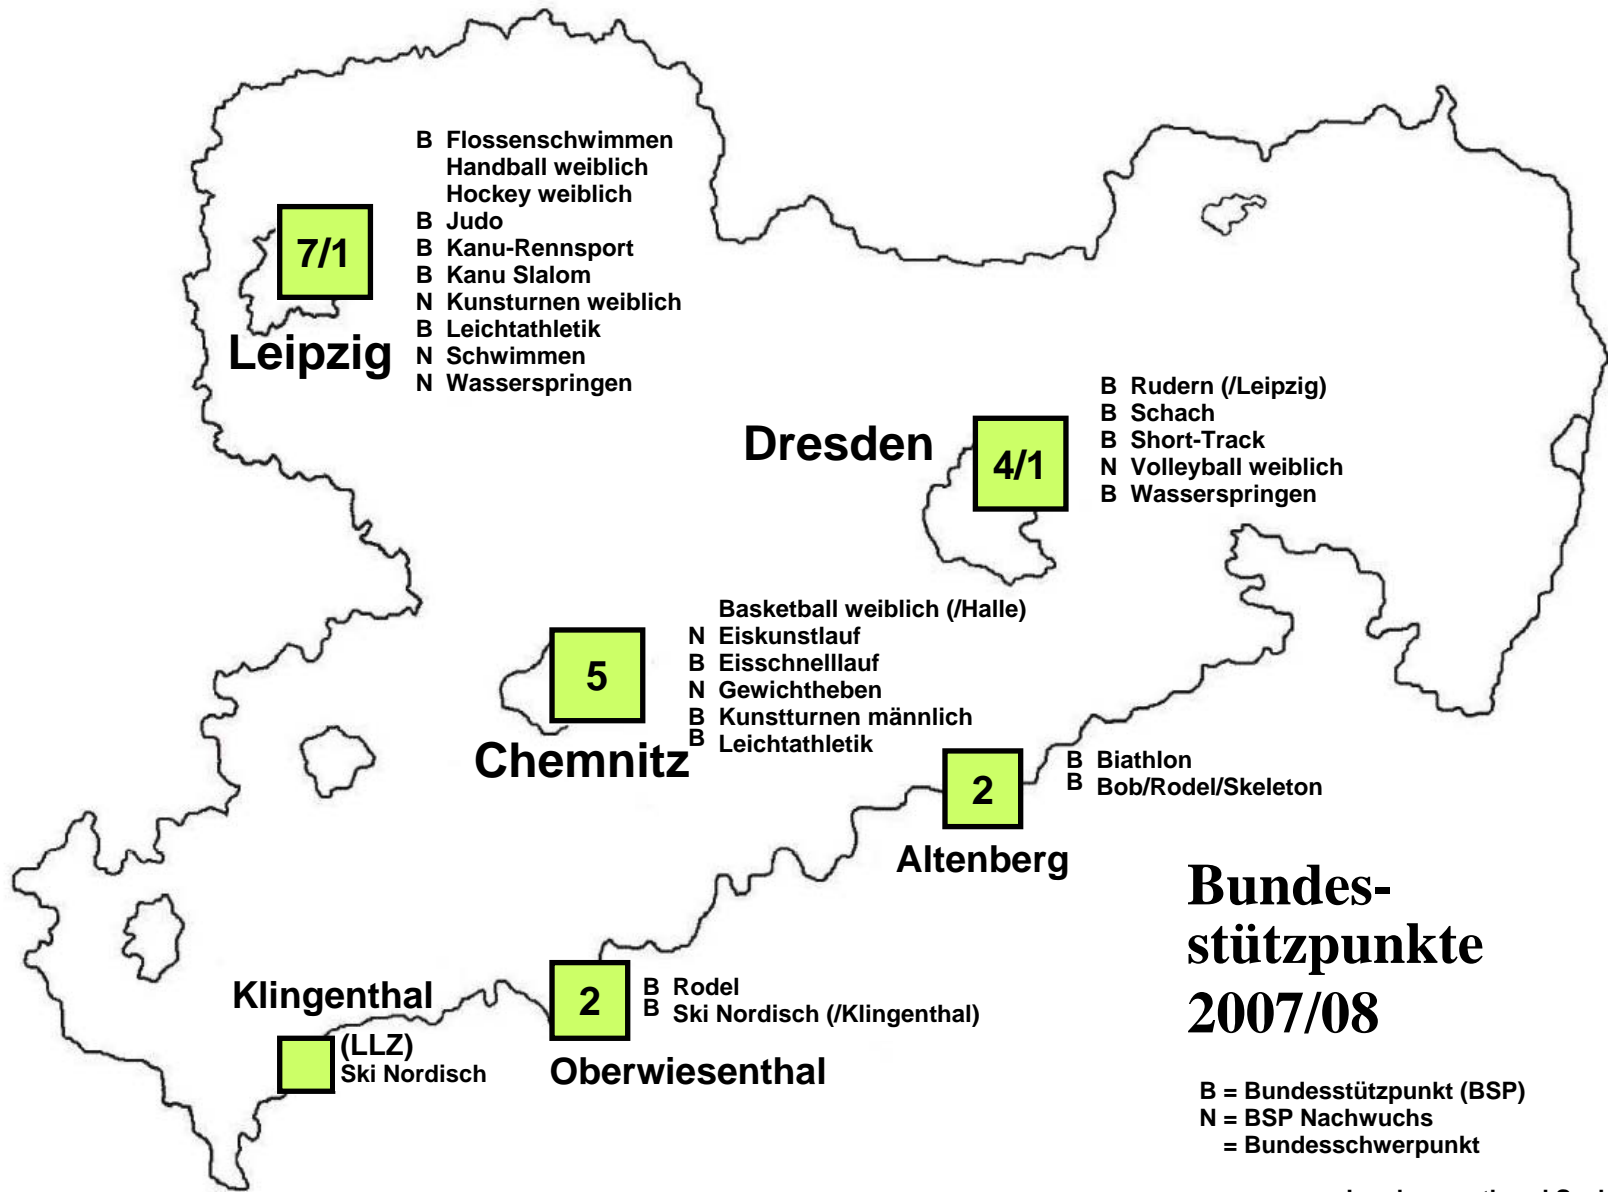 B Flossenschwimmen
Handball weiblich
Hockey weiblich
B Judo
B Kanu-Rennsport
B Kanu Slalom
N Kunsturnen weiblich
B Leichtathletik
N Schwimmen
N Wasserspringen
7/1
Leipzig
B Rudern (/Leipzig)
B Schach
B Short-Track
N Volleyball weiblich
B Wasserspringen
Dresden
4/1
Basketball weiblich (/Halle)
N Eiskunstlauf
B Eisschnelllauf
N Gewichtheben
B Kunstturnen männlich
B Leichtathletik
5
Chemnitz
B Biathlon
B Bob/Rodel/Skeleton
2
Altenberg
Bundes-
stützpunkte
2007/08
Klingenthal
(LLZ)
Ski Nordisch
2
B Rodel
B Ski Nordisch (/Klingenthal)
Oberwiesenthal
B = Bundesstützpunkt (BSP)
N = BSP Nachwuchs
= Bundesschwerpunkt